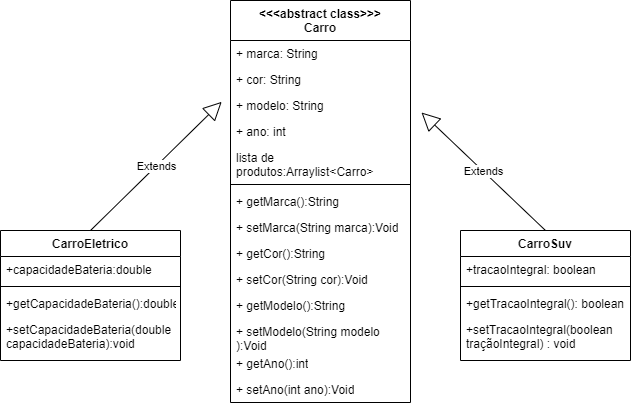 <<<abstract class>>>
Carro
+ marca: String
+ cor: String
+ modelo: String
+ ano: int
lista de
produtos:Arraylist<Carro>
+ getMarca():String
+ setMarca(String marca):Void
+ getCor():String
+ setCor(String cor):Void
+ getModelo():String
+ setModelo(String modelo
):Void
+ getAno():int
+ setAno(int ano):Void
Extends
Extends
CarroEletrico
+capacidadeBateria:double
+getCapacidadeBateria():double
+setCapacidadeBateria(double
capacidadeBateria):void
CarroSuv
+tracaoIntegral: boolean
+getTracaoIntegral(): boolean
+setTracaoIntegral(boolean
traçãoIntegral) : void